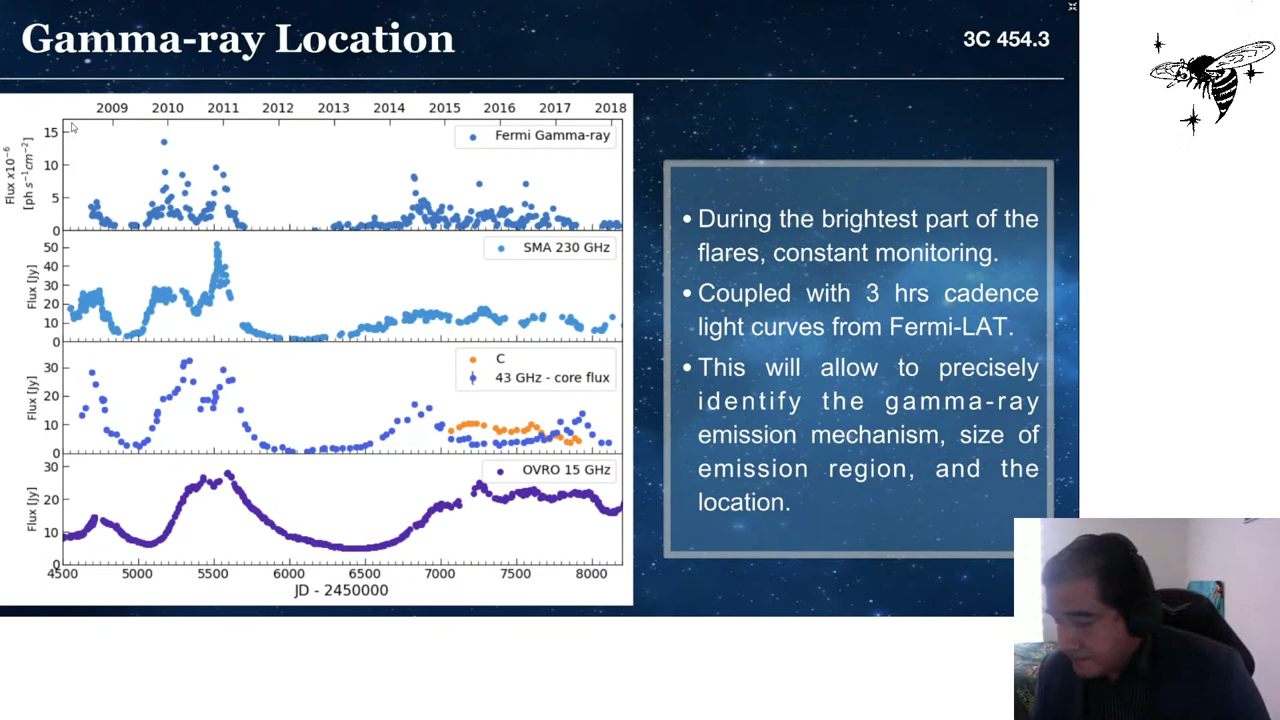 Gamma-ray Location
3C 454.3
2009 2010 2011 2012 2013 2014 2015 2016 2017 2018
Flux x10⁻⁶
[ph s⁻¹cm⁻²]
15
10
5
0
Fermi Gamma-ray
Flux [Jy]
50
40
30
20
10
0
SMA 230 GHz
Flux [Jy]
30
20
10
0
C
43 GHz - core flux
Flux [Jy]
30
20
10
0
OVRO 15 GHz
4500 5000 5500 6000 6500 7000 7500 8000
JD - 2450000
• During the brightest part of the
flares, constant monitoring.
• Coupled with 3 hrs cadence
light curves from Fermi-LAT.
• This will allow to precisely
identify the gamma-ray
emission mechanism, size of
emission region, and the
location.